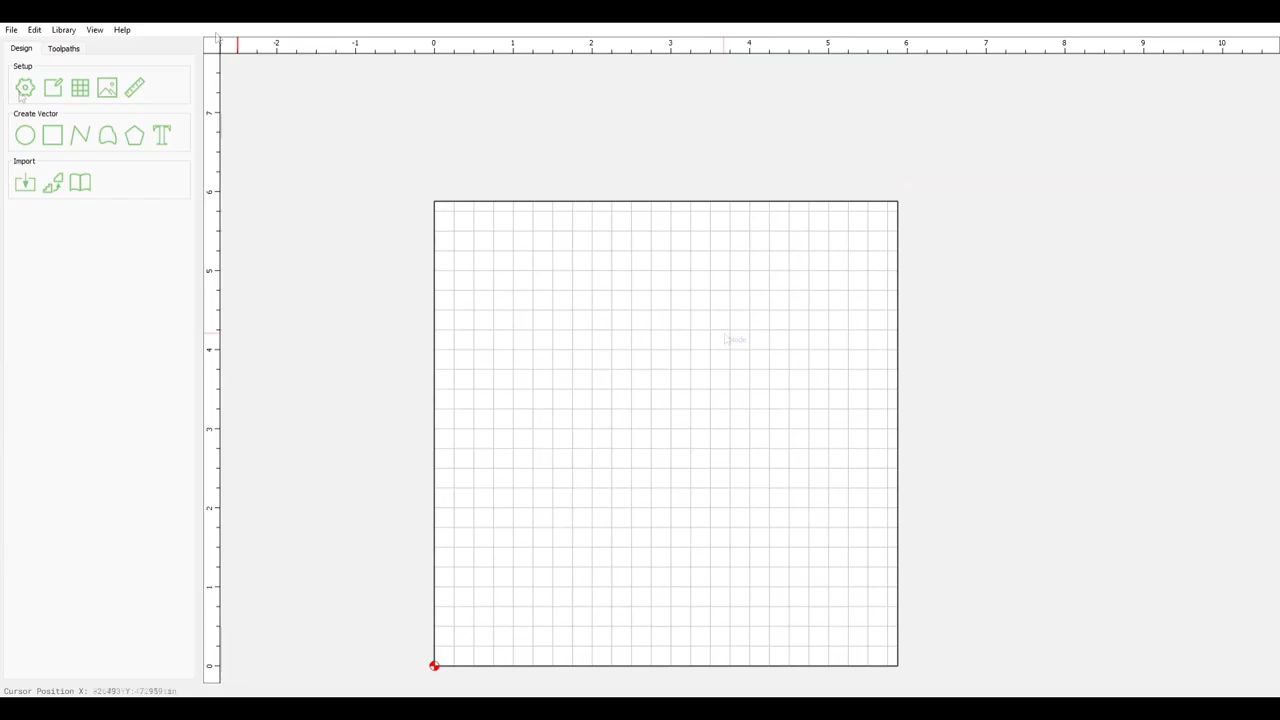 File Edit Library View Help
Design Toolpaths
-2 -1 0 1 2 3 4 5 6 7 8 9 10
Setup
Create Vector
Import
7
6
5
4
3
2
1
0
Node
Cursor Position X: